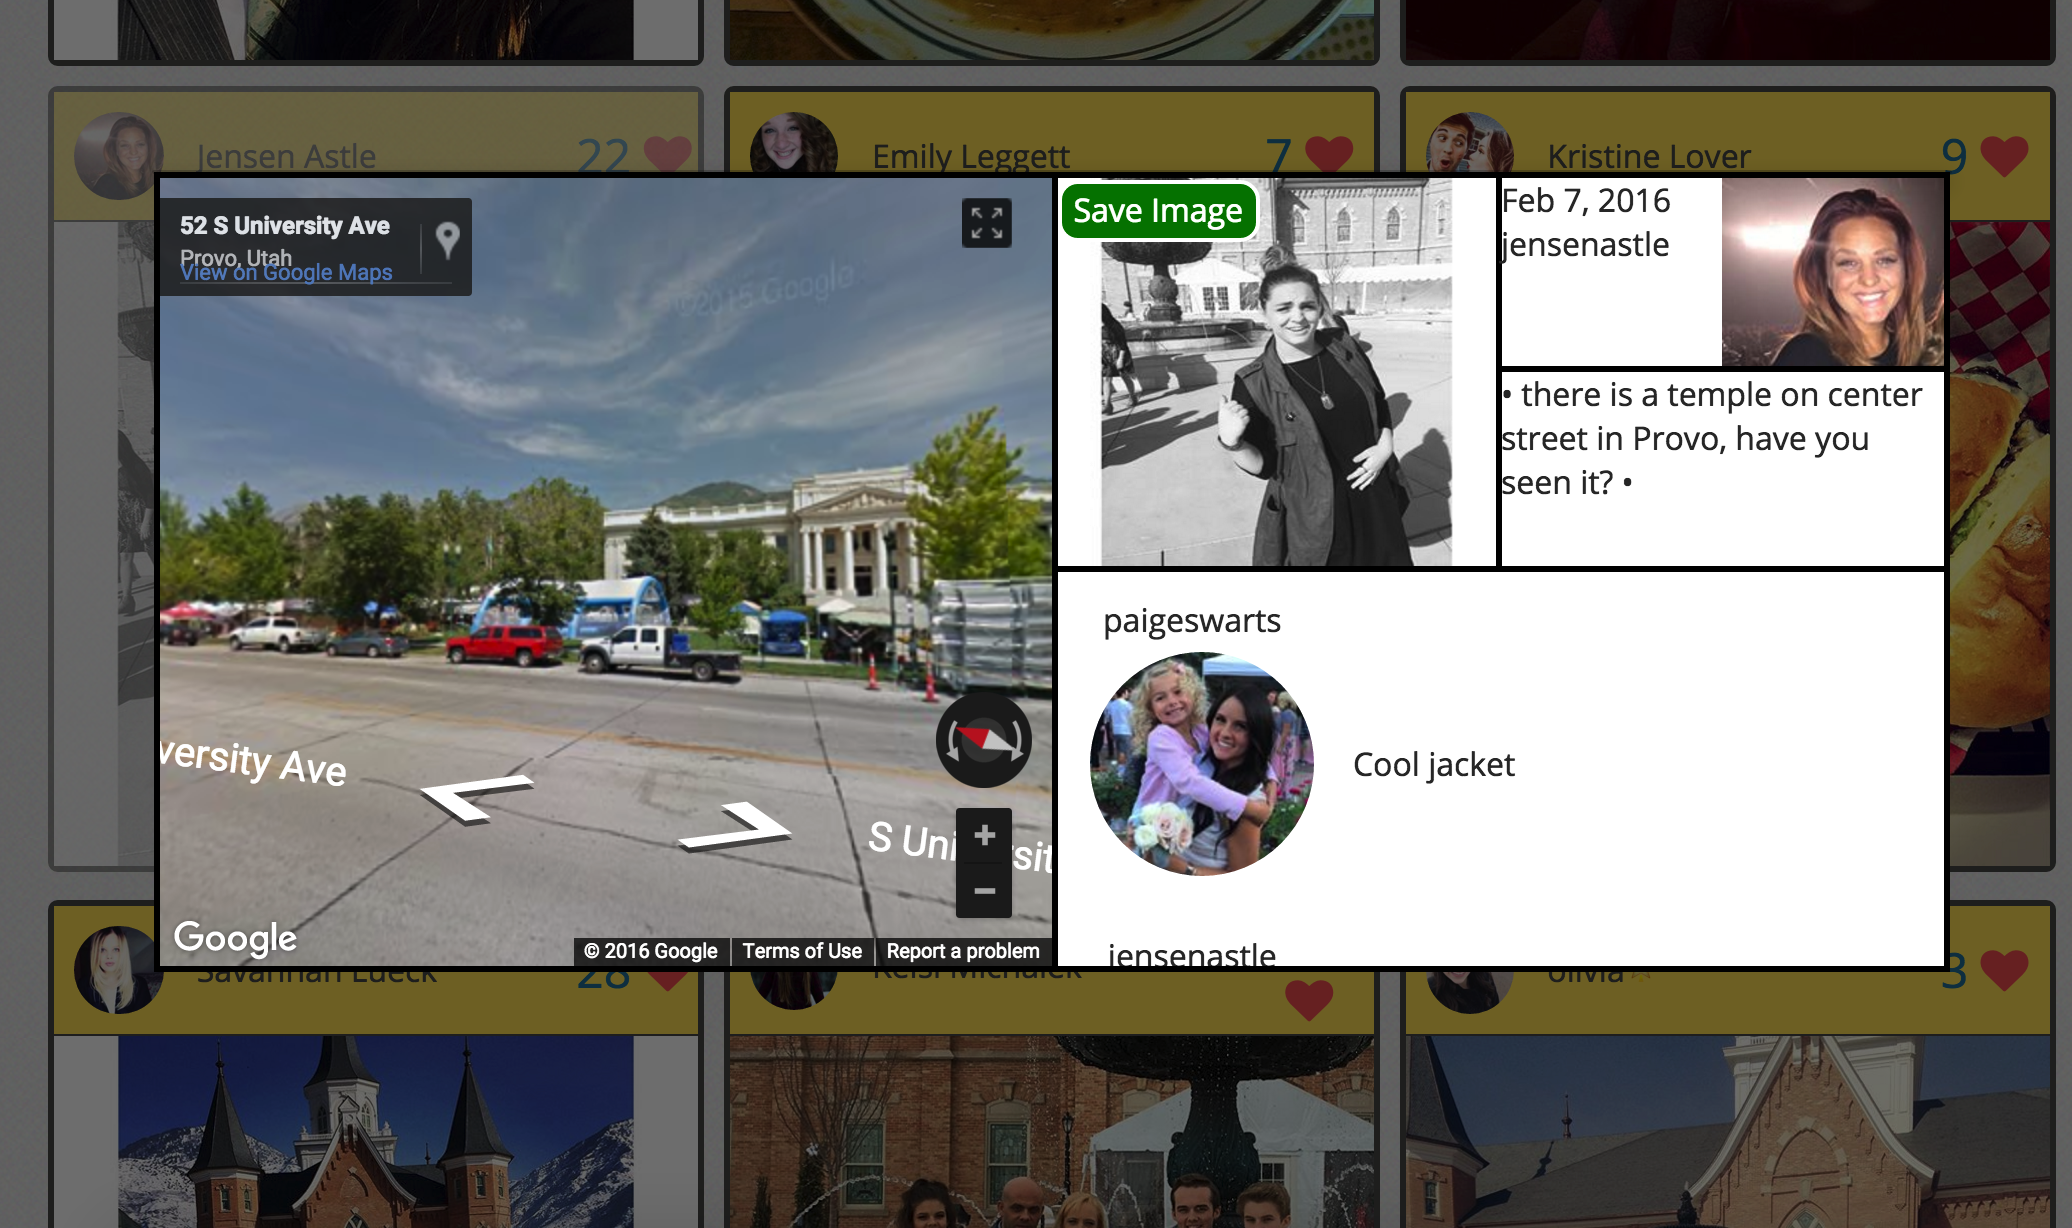 Jensen Astle
22
Emily Leggett
7
Kristine Lover
9
52 S University Ave
Provo, Utah
View on Google Maps
©2015 Google
versity Ave
S Uni
sit
Google
© 2016 Google
Terms of Use
Report a problem
Save Image
Feb 7, 2016
jensenastle
• there is a temple on center
street in Provo, have you
seen it? •
paigeswarts
Cool jacket
jensenastle
Savannah Lueck
28
Kelsi Michalek
olivia
3